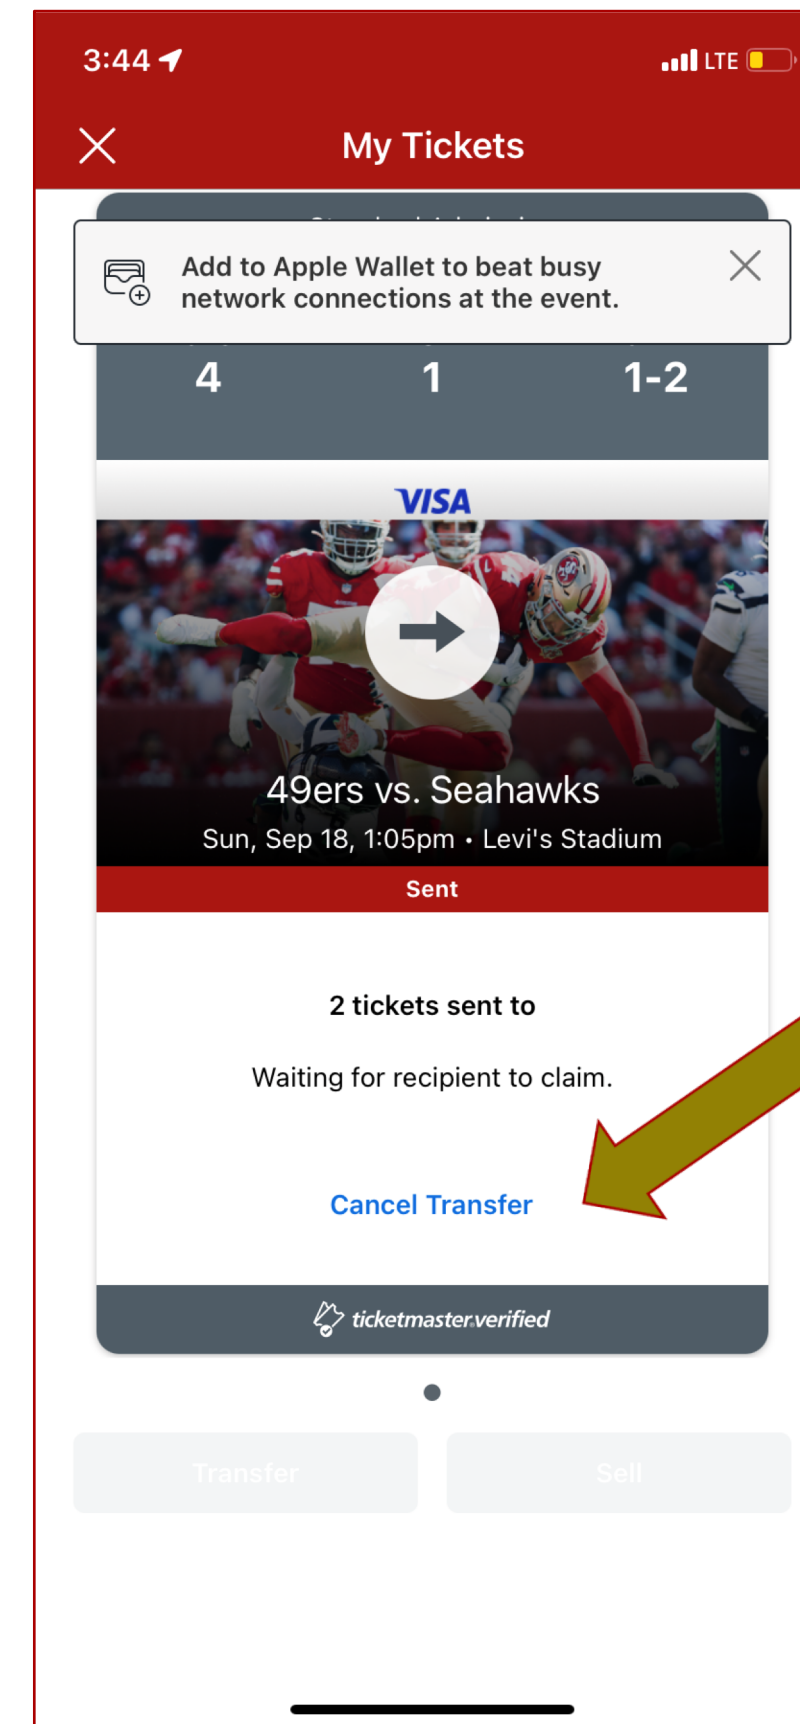 3:44
LTE
My Tickets
Add to Apple Wallet to beat busy
network connections at the event.
4 1 1-2
VISA
49ers vs. Seahawks
Sun, Sep 18, 1:05pm • Levi's Stadium
Sent
2 tickets sent to
Waiting for recipient to claim.
Cancel Transfer
ticketmaster.verified
Transfer Sell